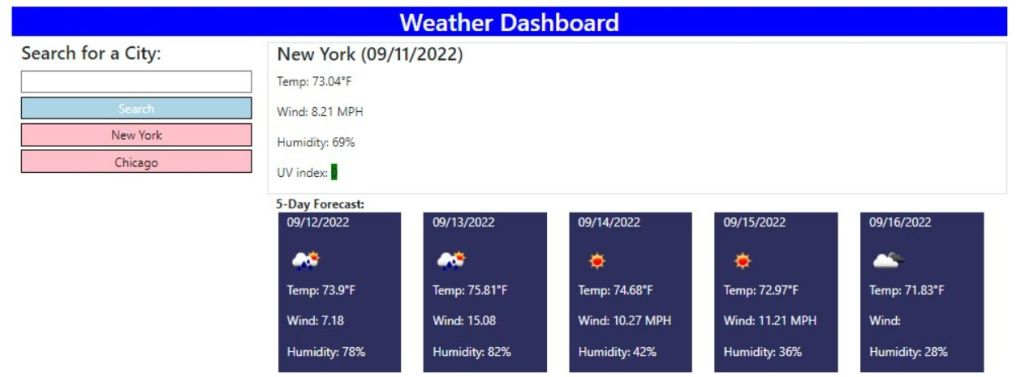 Weather Dashboard
Search for a City:
Search
New York
Chicago
New York (09/11/2022)
Temp: 73.04°F
Wind: 8.21 MPH
Humidity: 69%
UV index:
5-Day Forecast:
09/12/2022
Temp: 73.9°F
Wind: 7.18
Humidity: 78%
09/13/2022
Temp: 75.81°F
Wind: 15.08
Humidity: 82%
09/14/2022
Temp: 74.68°F
Wind: 10.27 MPH
Humidity: 42%
09/15/2022
Temp: 72.97°F
Wind: 11.21 MPH
Humidity: 36%
09/16/2022
Temp: 71.83°F
Wind:
Humidity: 28%